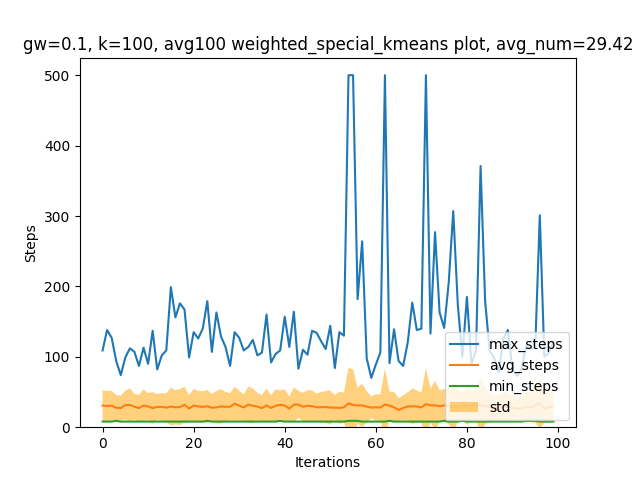 gw=0.1, k=100, avg100 weighted_special_kmeans plot, avg_num=29.42
500
400
300
200
100
0
Steps
max_steps
avg_steps
min_steps
std
0
20
40
60
80
100
Iterations